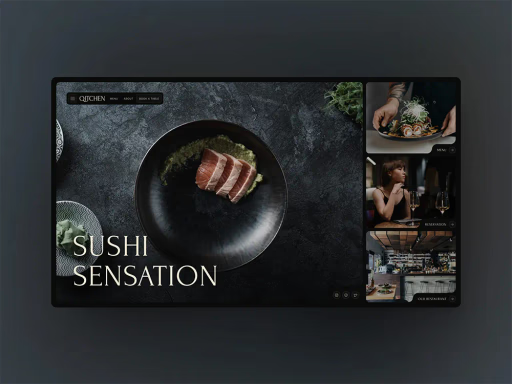 QITCHEN
MENU
ABOUT
BOOK A TABLE
SUSHI
SENSATION
MENU
RESERVATION
OUR RESTAURANT